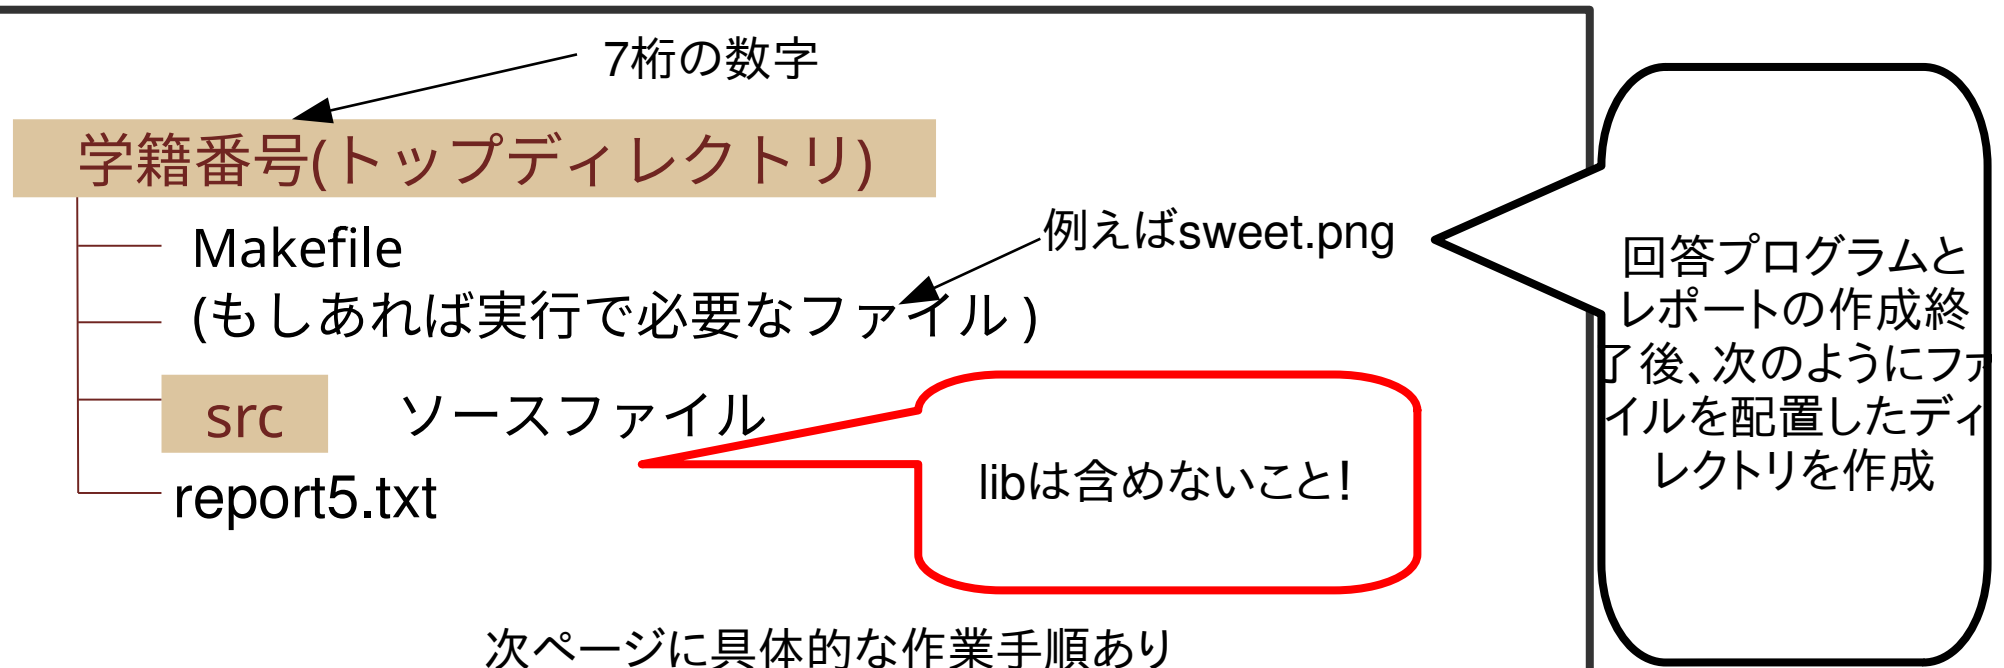 7桁の数字
学籍番号(トップディレクトリ)
Makefile
例えばsweet.png
(もしあれば実行で必要なファイル )
src
ソースファイル
libは含めないこと!
report5.txt
次ページに具体的な作業手順あり
回答プログラムと
レポートの作成終
了後、次のようにファ
イルを配置したディ
レクトリを作成